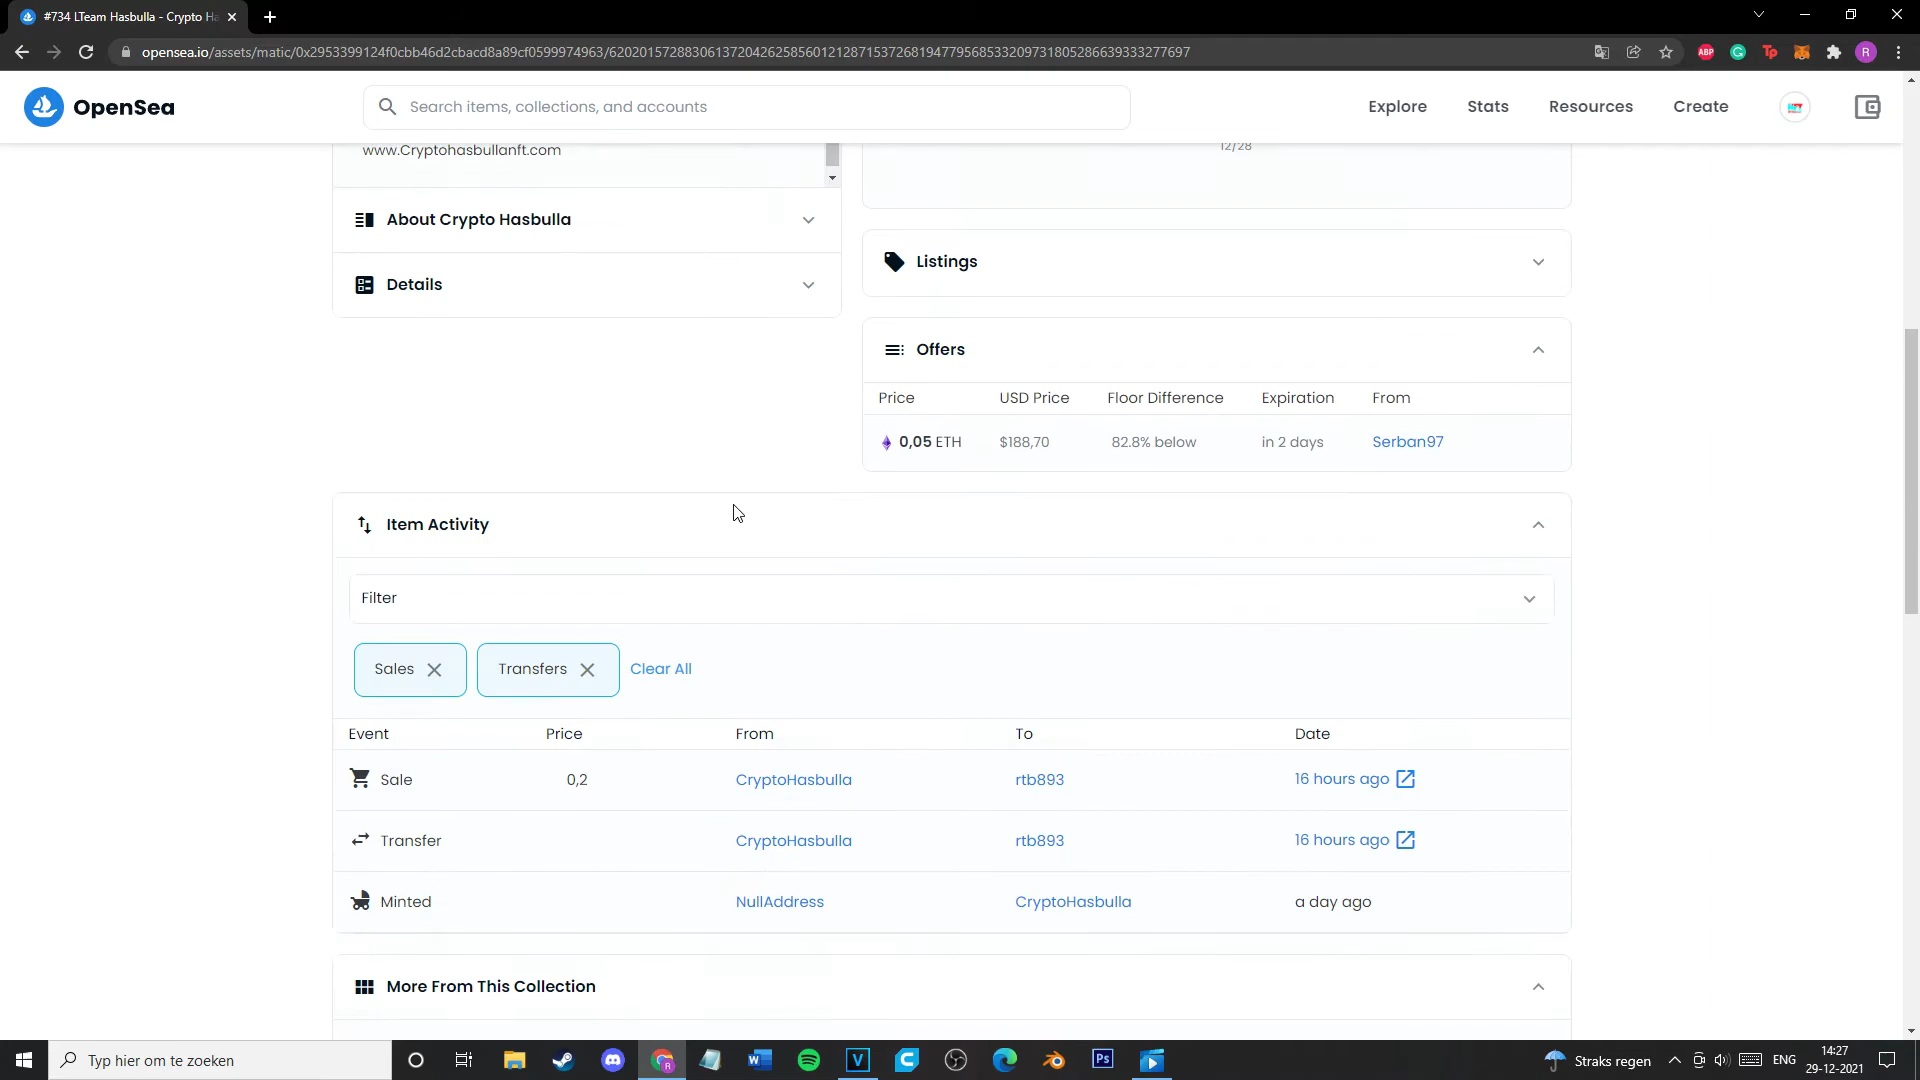 #734 LTeam Hasbulla - Crypto Ha
opensea.io/assets/matic/0x2953399124f0cbb46d2cbacd8a89cf0599974963/62020157288306137204262585601212871537268194779568533209731805286639333277697
ABP
Tp
R
OpenSea
Search items, collections, and accounts
Explore
Stats
Resources
Create
www.Cryptohasbullanft.com
12/28
About Crypto Hasbulla
Details
Listings
Offers
Price USD Price Floor Difference Expiration From
0,05 ETH $188,70 82.8% below in 2 days Serban97
Item Activity
Filter
Sales
Transfers
Clear All
Event Price From To Date
Sale 0,2 CryptoHasbulla rtb893 16 hours ago
Transfer CryptoHasbulla rtb893 16 hours ago
Minted NullAddress CryptoHasbulla a day ago
More From This Collection
Typ hier om te zoeken
Straks regen
ENG
14:27
29-12-2021